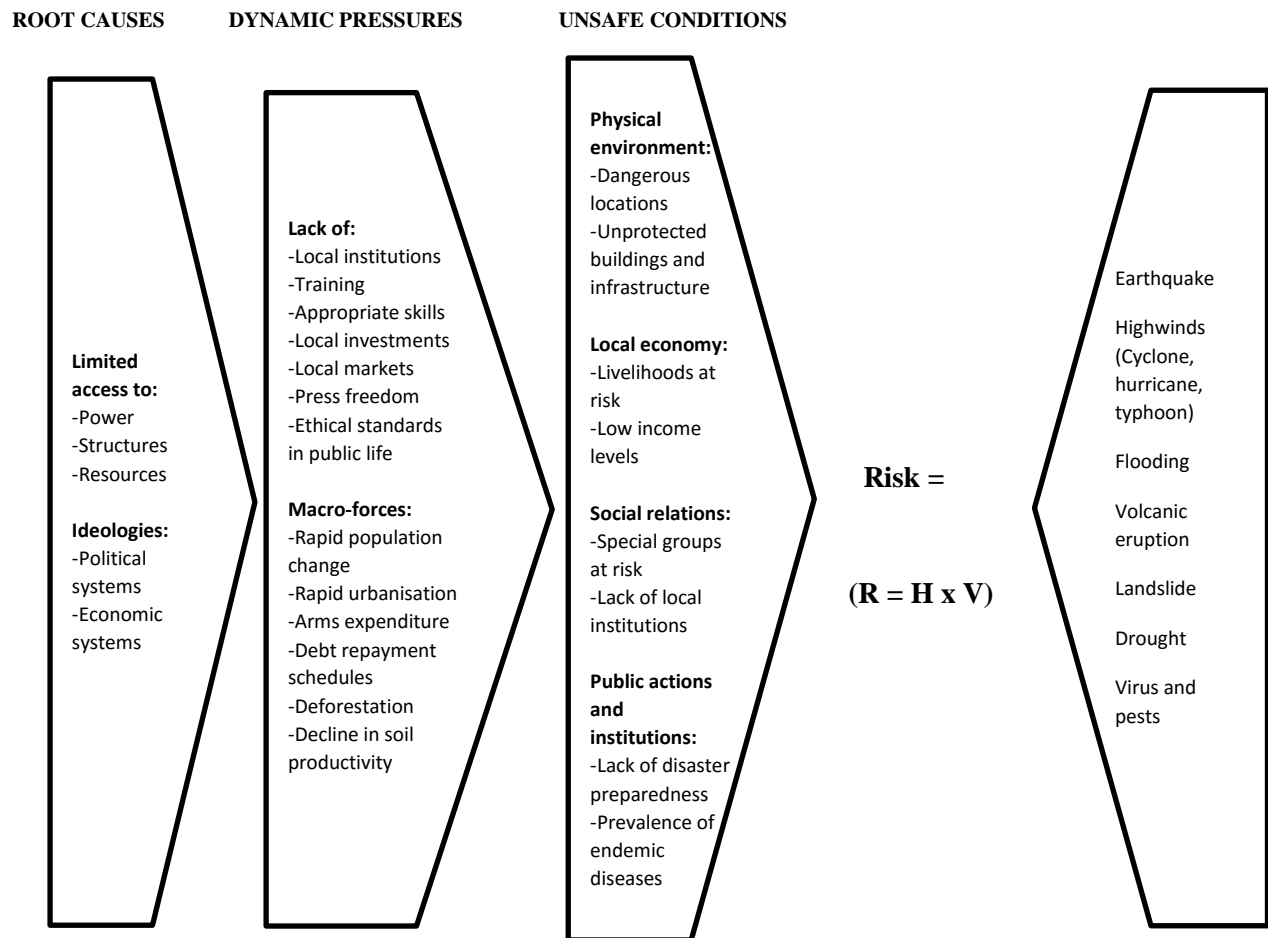 ROOT CAUSES
DYNAMIC PRESSURES
UNSAFE CONDITIONS
Limited
access to:
-Power
-Structures
-Resources
Ideologies:
-Political
systems
-Economic
systems
Lack of:
-Local institutions
-Training
-Appropriate skills
-Local investments
-Local markets
-Press freedom
-Ethical standards
in public life
Macro-forces:
-Rapid population
change
-Rapid urbanisation
-Arms expenditure
-Debt repayment
schedules
-Deforestation
-Decline in soil
productivity
Physical
environment:
-Dangerous
locations
-Unprotected
buildings and
infrastructure
Local economy:
-Livelihoods at
risk
-Low income
levels
Social relations:
-Special groups
at risk
-Lack of local
institutions
Public actions
and
institutions:
-Lack of disaster
preparedness
-Prevalence of
endemic
diseases
Risk =
(R = H x V)
Earthquake
Highwinds
(Cyclone,
hurricane,
typhoon)
Flooding
Volcanic
eruption
Landslide
Drought
Virus and
pests